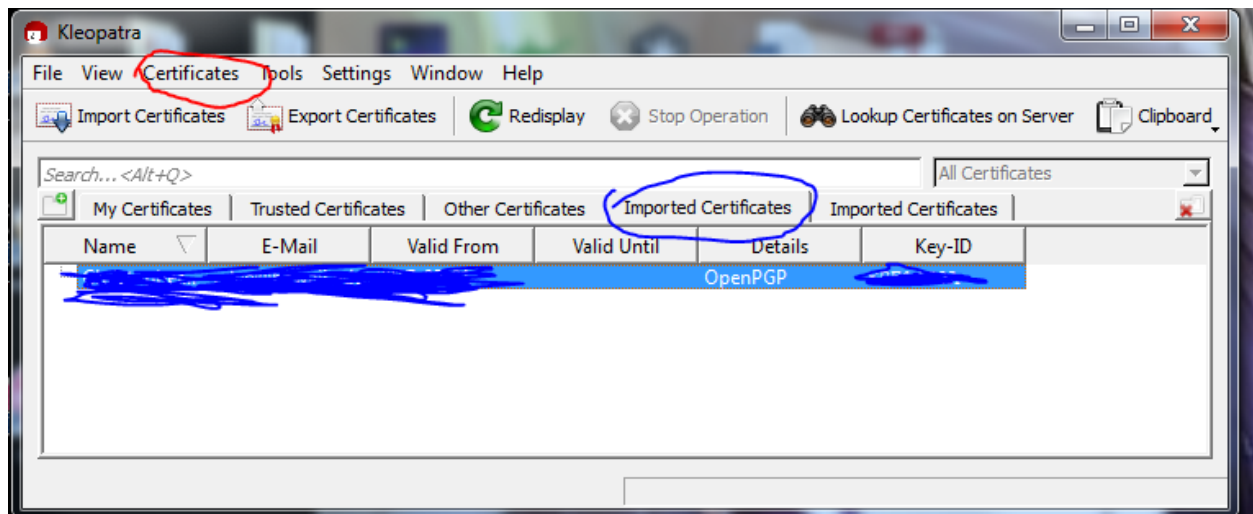 Kleopatra
File View Certificates Tools Settings Window Help
Import Certificates Export Certificates Redisplay Stop Operation Lookup Certificates on Server Clipboard
Search...<Alt+Q> All Certificates
My Certificates Trusted Certificates Other Certificates Imported Certificates Imported Certificates
Name E-Mail Valid From Valid Until Details Key-ID
OpenPGP